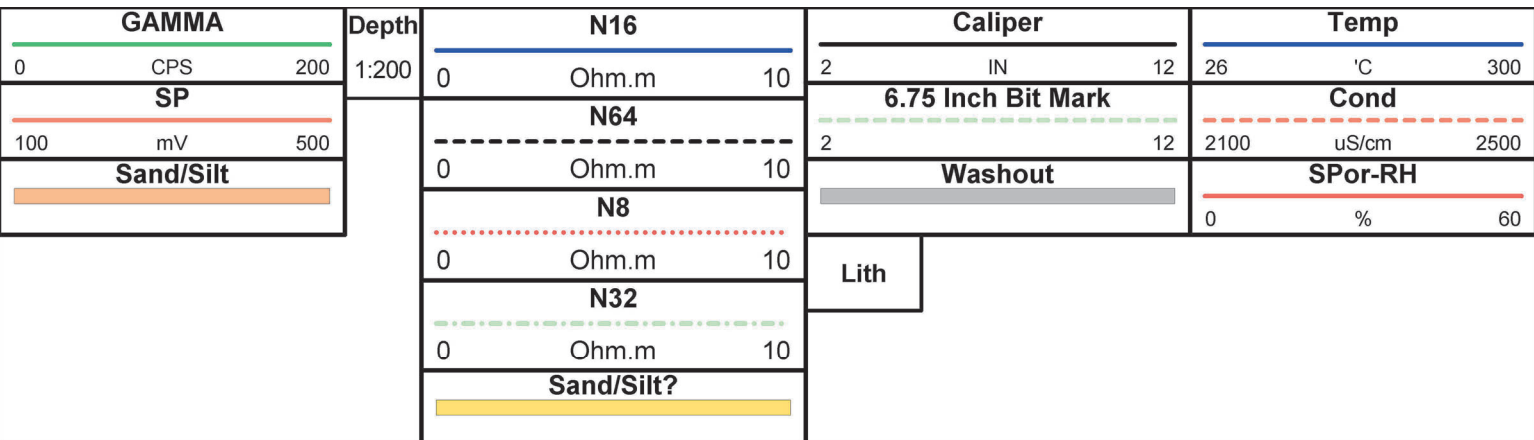 GAMMA
0 CPS 200
SP
100 mV 500
Sand/Silt
Depth
1:200
N16
0 Ohm.m 10
N64
0 Ohm.m 10
N8
0 Ohm.m 10
N32
0 Ohm.m 10
Sand/Silt?
Caliper
2 IN 12
6.75 Inch Bit Mark
2 12
Washout
Lith
Temp
26 'C 300
Cond
2100 uS/cm 2500
SPor-RH
0 % 60